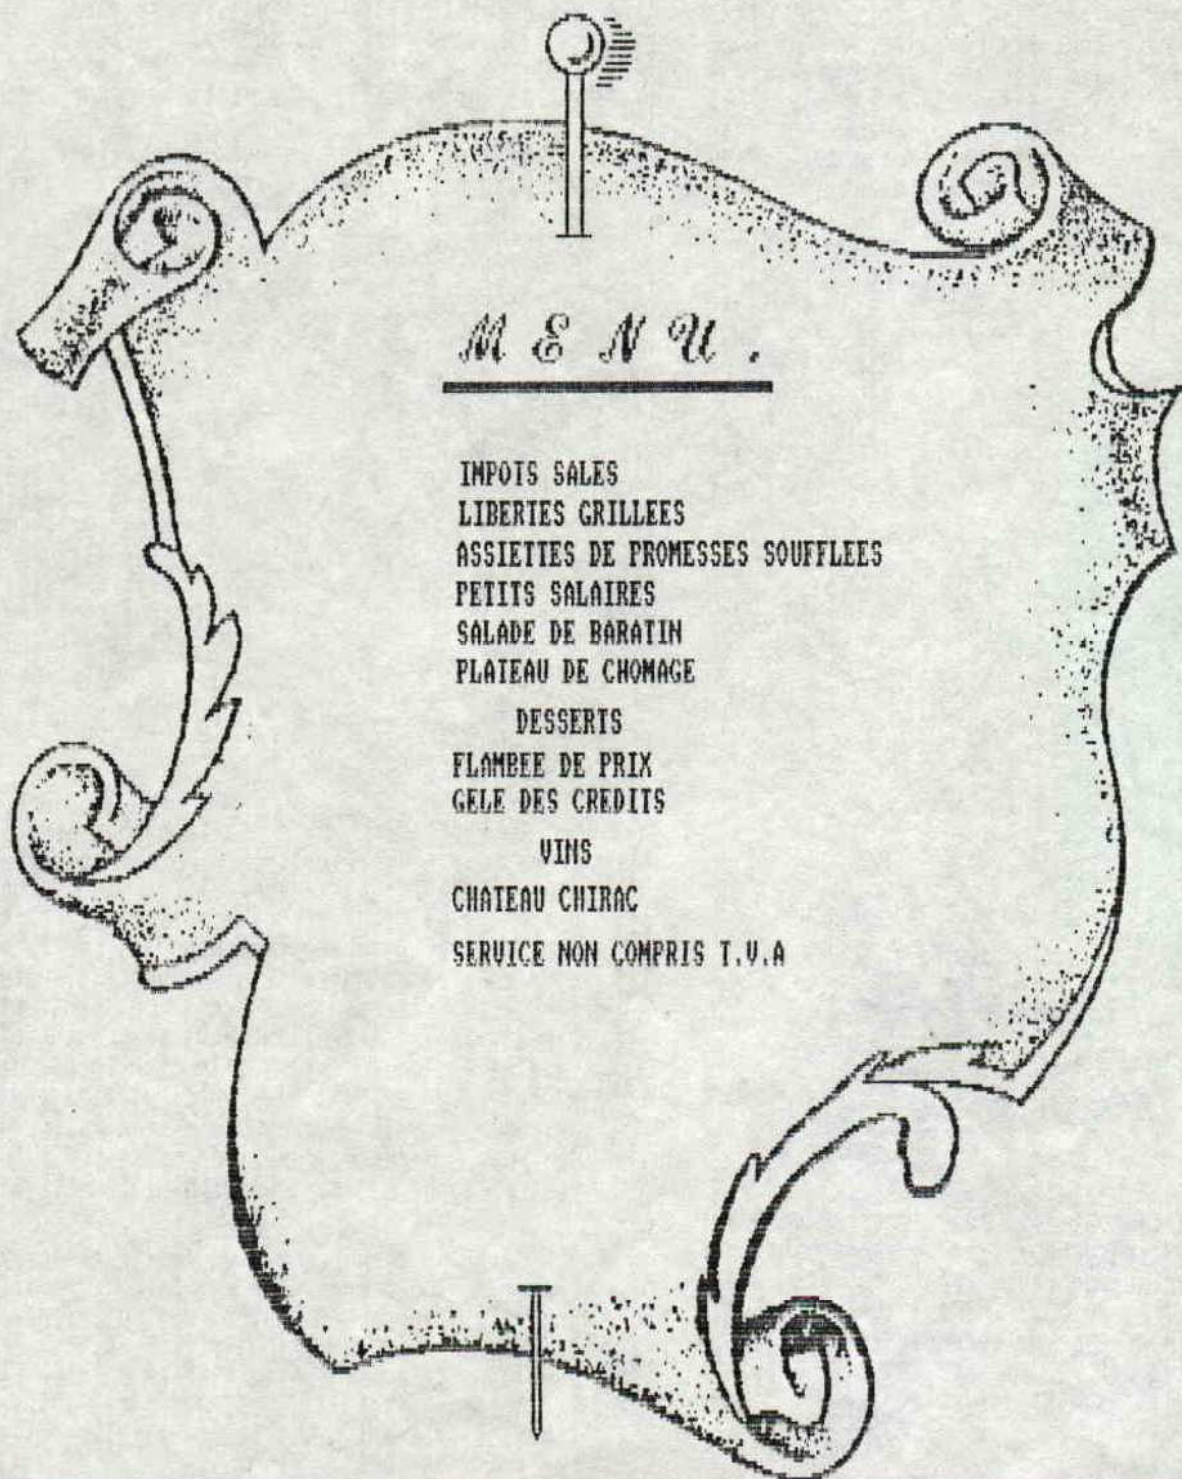 MENU.
IMPOTS SALES
LIBERTES GRILLEES
ASSIETTES DE PROMESSES SOUFFLEES
PETITS SALAIRES
SALADE DE BARATIN
PLATEAU DE CHOMAGE
DESSERTS
FLAMBEE DE PRIX
GELE DES CREDITS
VINS
CHATEAU CHIRAC
SERVICE NON COMPRIS T.V.A